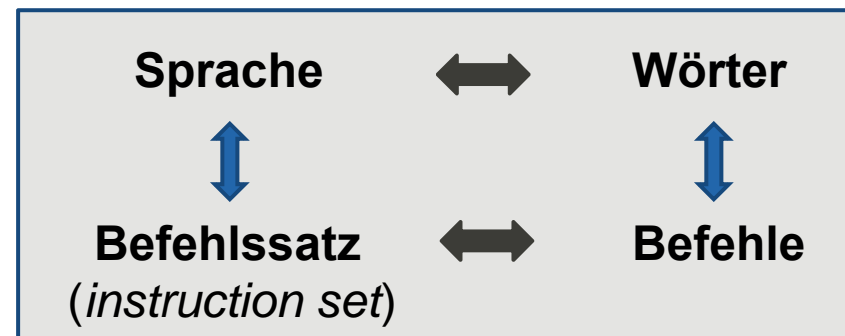 Sprache Wörter
Befehlssatz Befehle
(instruction set)